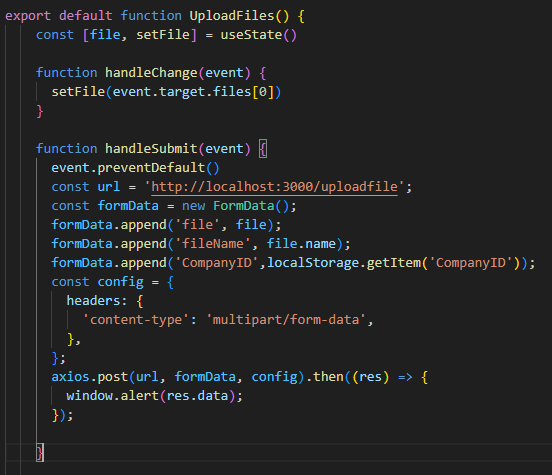 export default function UploadFiles() {
    const [file, setFile] = useState()

    function handleChange(event) {
      setFile(event.target.files[0])
    }

    function handleSubmit(event) {
      event.preventDefault()
      const url = 'http://localhost:3000/uploadfile';
      const formData = new FormData();
      formData.append('file', file);
      formData.append('fileName', file.name);
      formData.append('CompanyID',localStorage.getItem('CompanyID'));
      const config = {
        headers: {
          'content-type': 'multipart/form-data',
        },
      };
      axios.post(url, formData, config).then((res) => {
        window.alert(res.data);
      });

    }